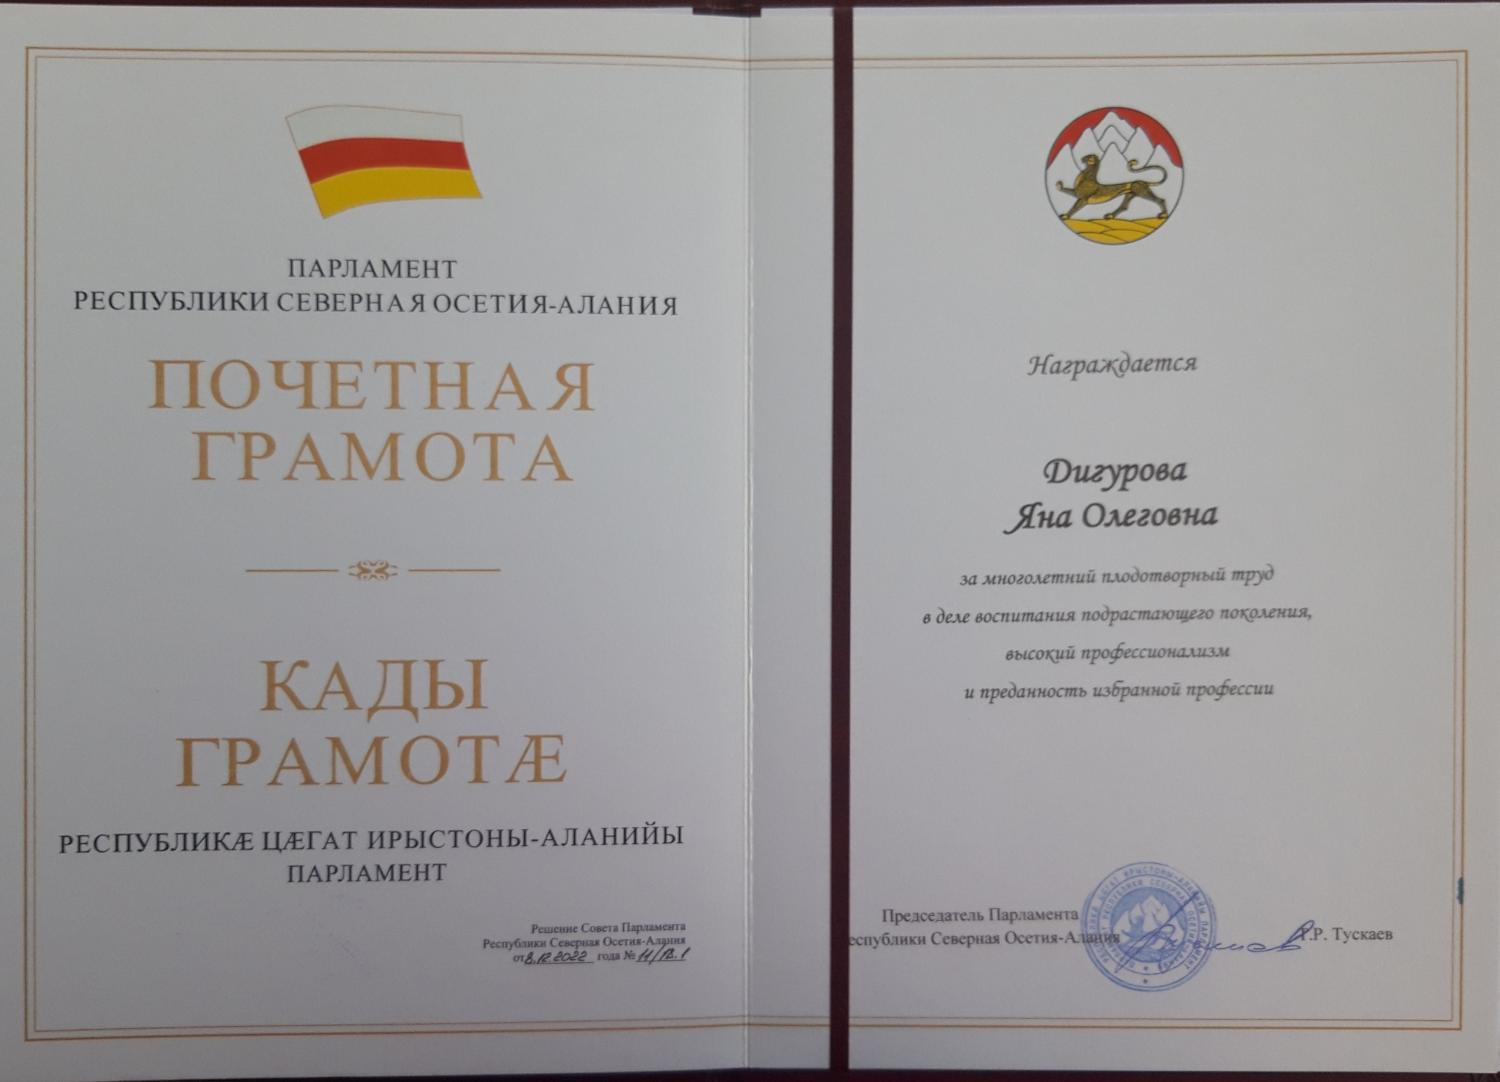 ПАРЛАМЕНТ
РЕСПУБЛИКИ СЕВЕРНАЯ ОСЕТИЯ-АЛАНИЯ
ПОЧЕТНАЯ
ГРАМОТА
КАДЫ
ГРАМОТÆ
РЕСПУБЛИКÆ ЦÆГАТ ИРЫСТОНЫ-АЛАНИЙЫ
ПАРЛАМЕНТ
Решение Совета Парламента
Республики Северная Осетия-Алания
от 8.12.2022 года № 11/12.1
Награждается
Дигурова
Яна Олеговна
за многолетний плодотворный труд
в деле воспитания подрастающего поколения,
высокий профессионализм
и преданность избранной профессии
Председатель Парламента
еспублики Северная Осетия-Алания
Т.Р. Тускаев